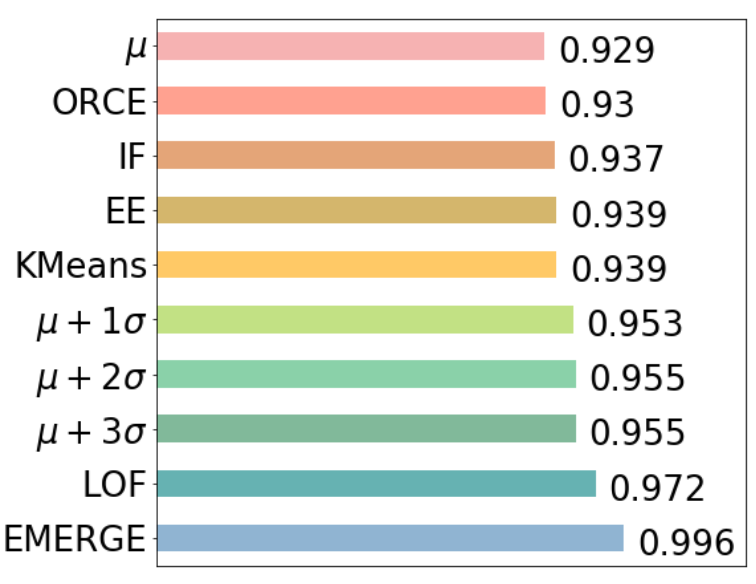 μ 0.929
ORCE 0.93
IF 0.937
EE 0.939
KMeans 0.939
μ + 1σ 0.953
μ + 2σ 0.955
μ + 3σ 0.955
LOF 0.972
EMERGE 0.996